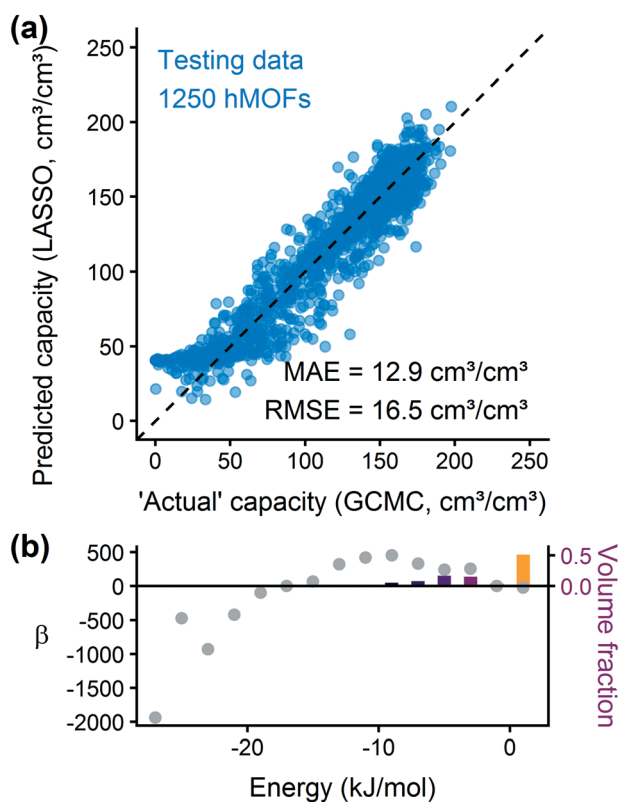 (a)
Testing data
1250 hMOFs
250
200
150
100
50
0
Predicted capacity (LASSO, cm³/cm³)
MAE = 12.9 cm³/cm³
RMSE = 16.5 cm³/cm³
0 50 100 150 200 250
'Actual' capacity (GCMC, cm³/cm³)
(b)
500
0
-500
-1000
-1500
-2000
β
0.5
0.0
Volume fraction
-20 -10 0
Energy (kJ/mol)